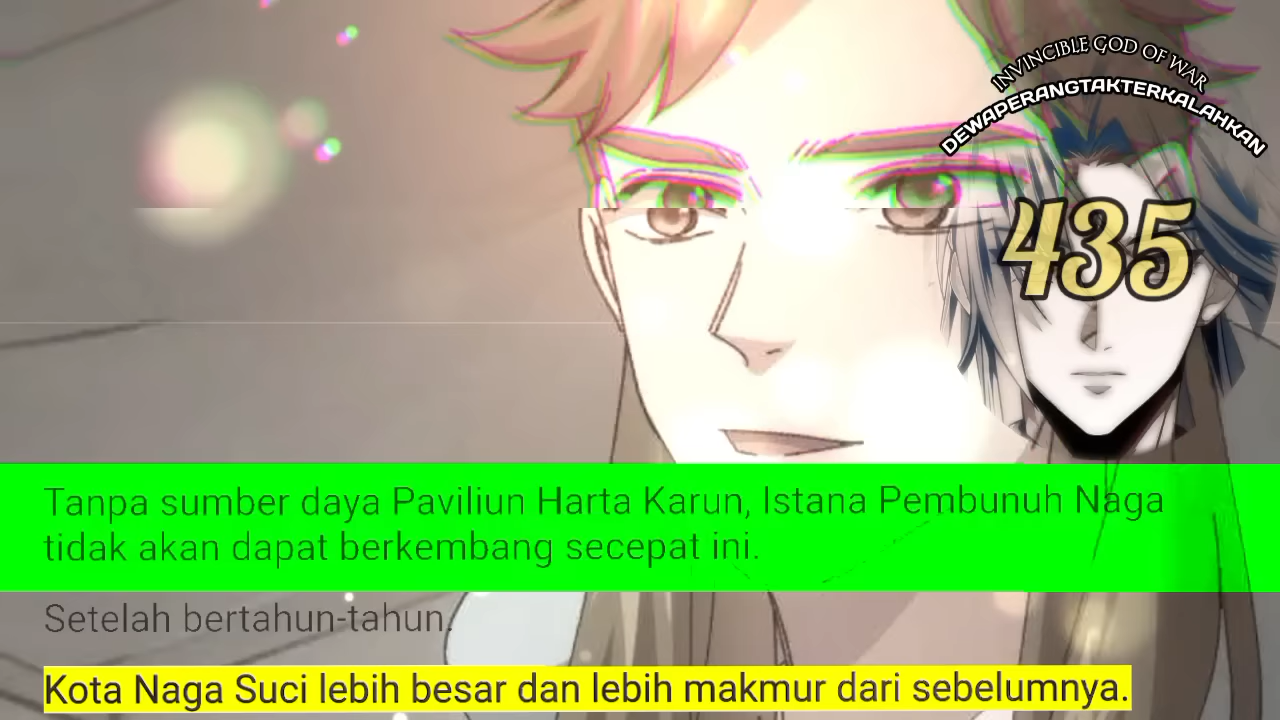 INVINCIBLE GOD OF WAR
DEWAPERANGTAKTERKALAHKAN
435
Tanpa sumber daya Paviliun Harta Karun, Istana Pembunuh Naga
tidak akan dapat berkembang secepat ini.
Setelah bertahun-tahun.
Kota Naga Suci lebih besar dan lebih makmur dari sebelumnya.